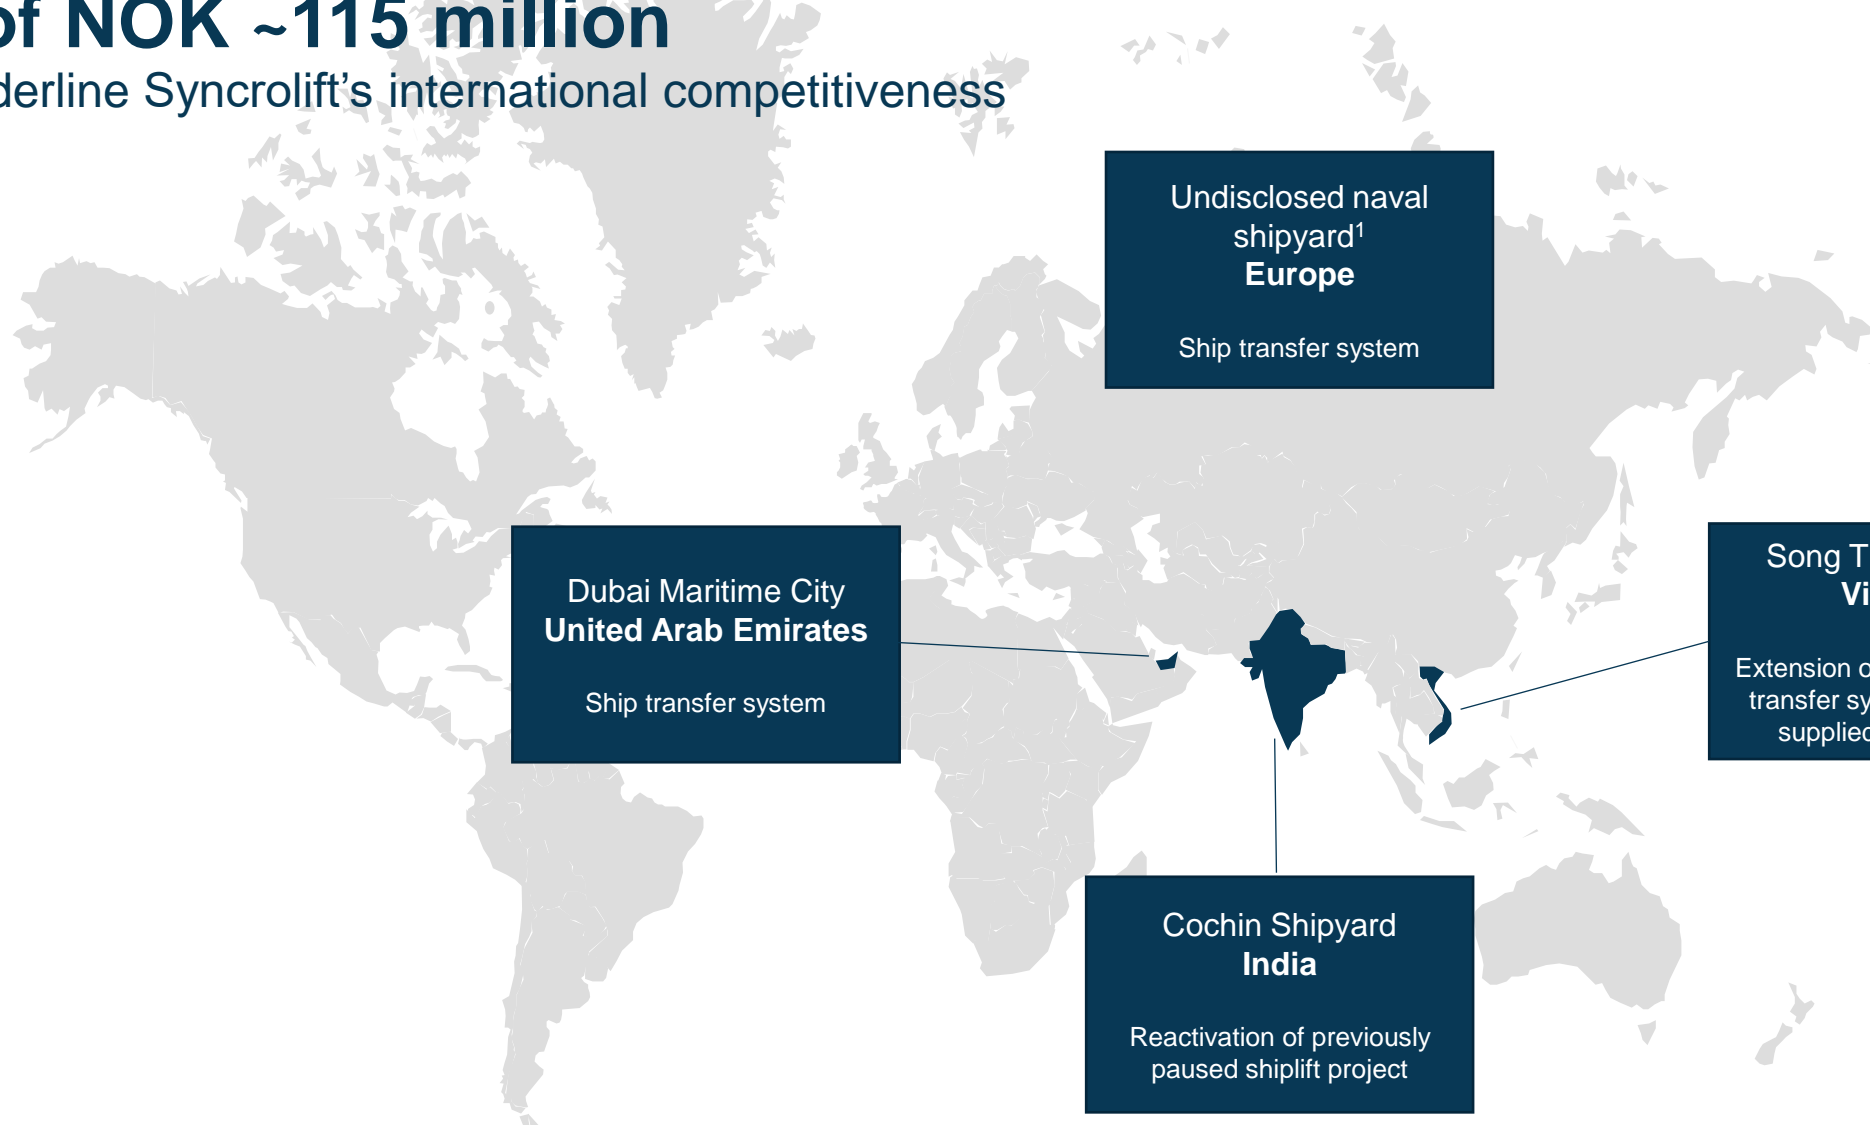 of NOK ~115 million
derline Syncrolift’s international competitiveness
Undisclosed naval
shipyard¹
Europe
Ship transfer system
Dubai Maritime City
United Arab Emirates
Ship transfer system
Song T
Vi
Extension o
transfer sy
supplied
Cochin Shipyard
India
Reactivation of previously
paused shiplift project